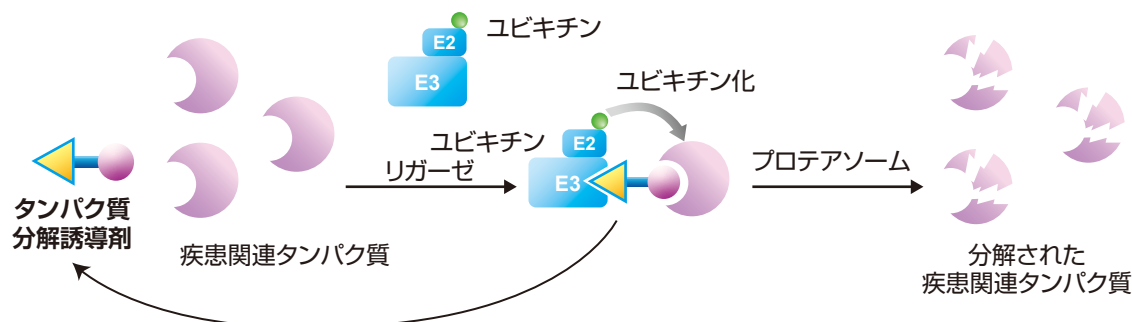 ユビキチン
E2
E3
ユビキチン化
ユビキチン
リガーゼ
E2
E3
プロテアソーム
タンパク質
分解誘導剤
疾患関連タンパク質
分解された
疾患関連タンパク質